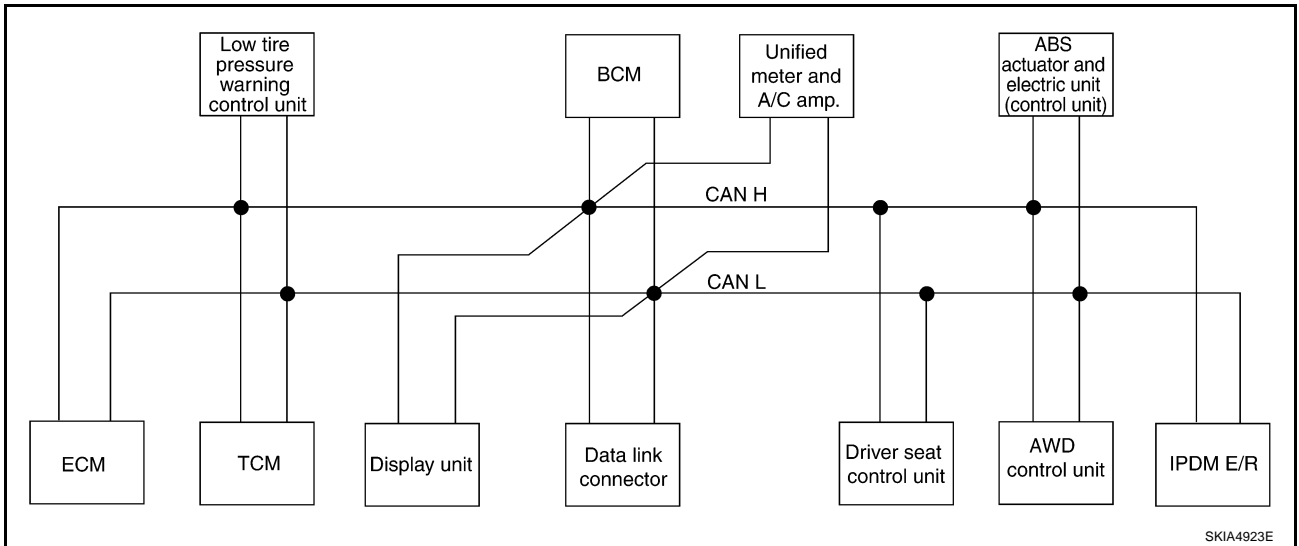 Low tire
pressure
warning
control unit
BCM
Unified
meter and
A/C amp.
ABS
actuator and
electric unit
(control unit)
CAN H
CAN L
ECM
TCM
Display unit
Data link
connector
Driver seat
control unit
AWD
control unit
IPDM E/R
SKIA4923E